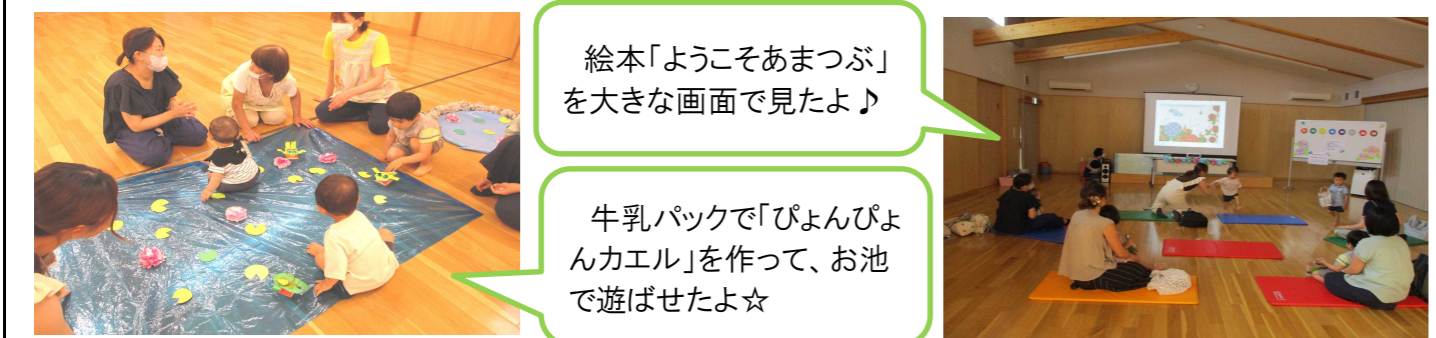 絵本「ようこそあまつぶ」
を大きな画面で見たよ♪
牛乳パックで「ぴょんぴょ
んカエル」を作って、お池
で遊ばせたよ☆